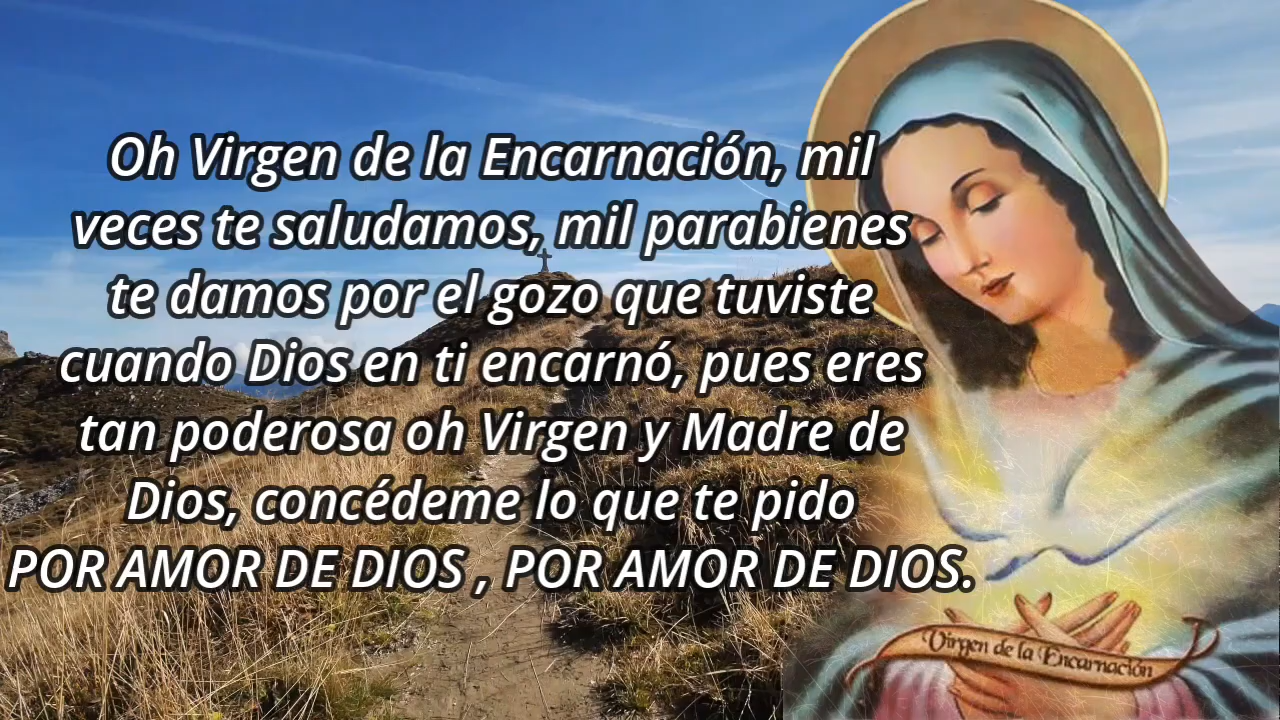 Oh Virgen de la Encarnación, mil
veces te saludamos, mil parabienes
te damos por el gozo que tuviste
cuando Dios en ti encarnó, pues eres
tan poderosa oh Virgen y Madre de
Dios, concédeme lo que te pido
POR AMOR DE DIOS , POR AMOR DE DIOS.
Virgen de la Encarnación